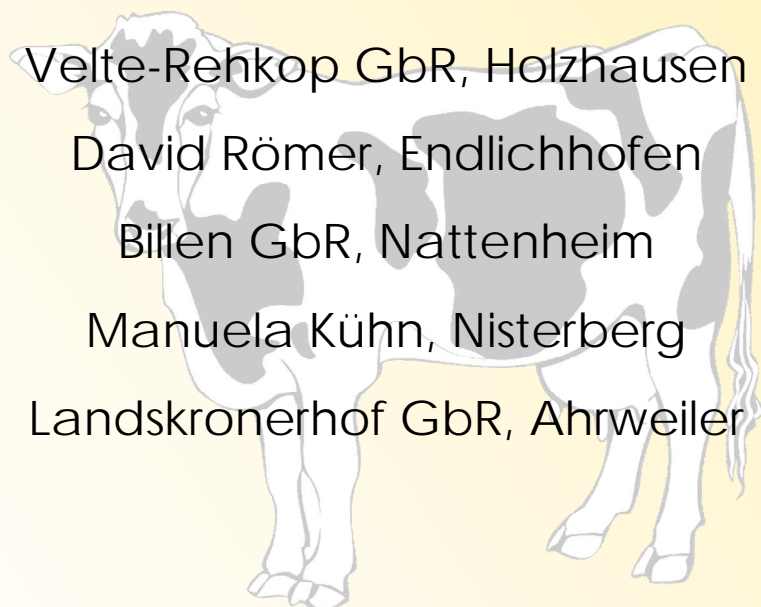 Velte-Rehkop GbR, Holzhausen
David Römer, Endlichhofen
Billen GbR, Nattenheim
Manuela Kühn, Nisterberg
Landskronerhof GbR, Ahrweiler